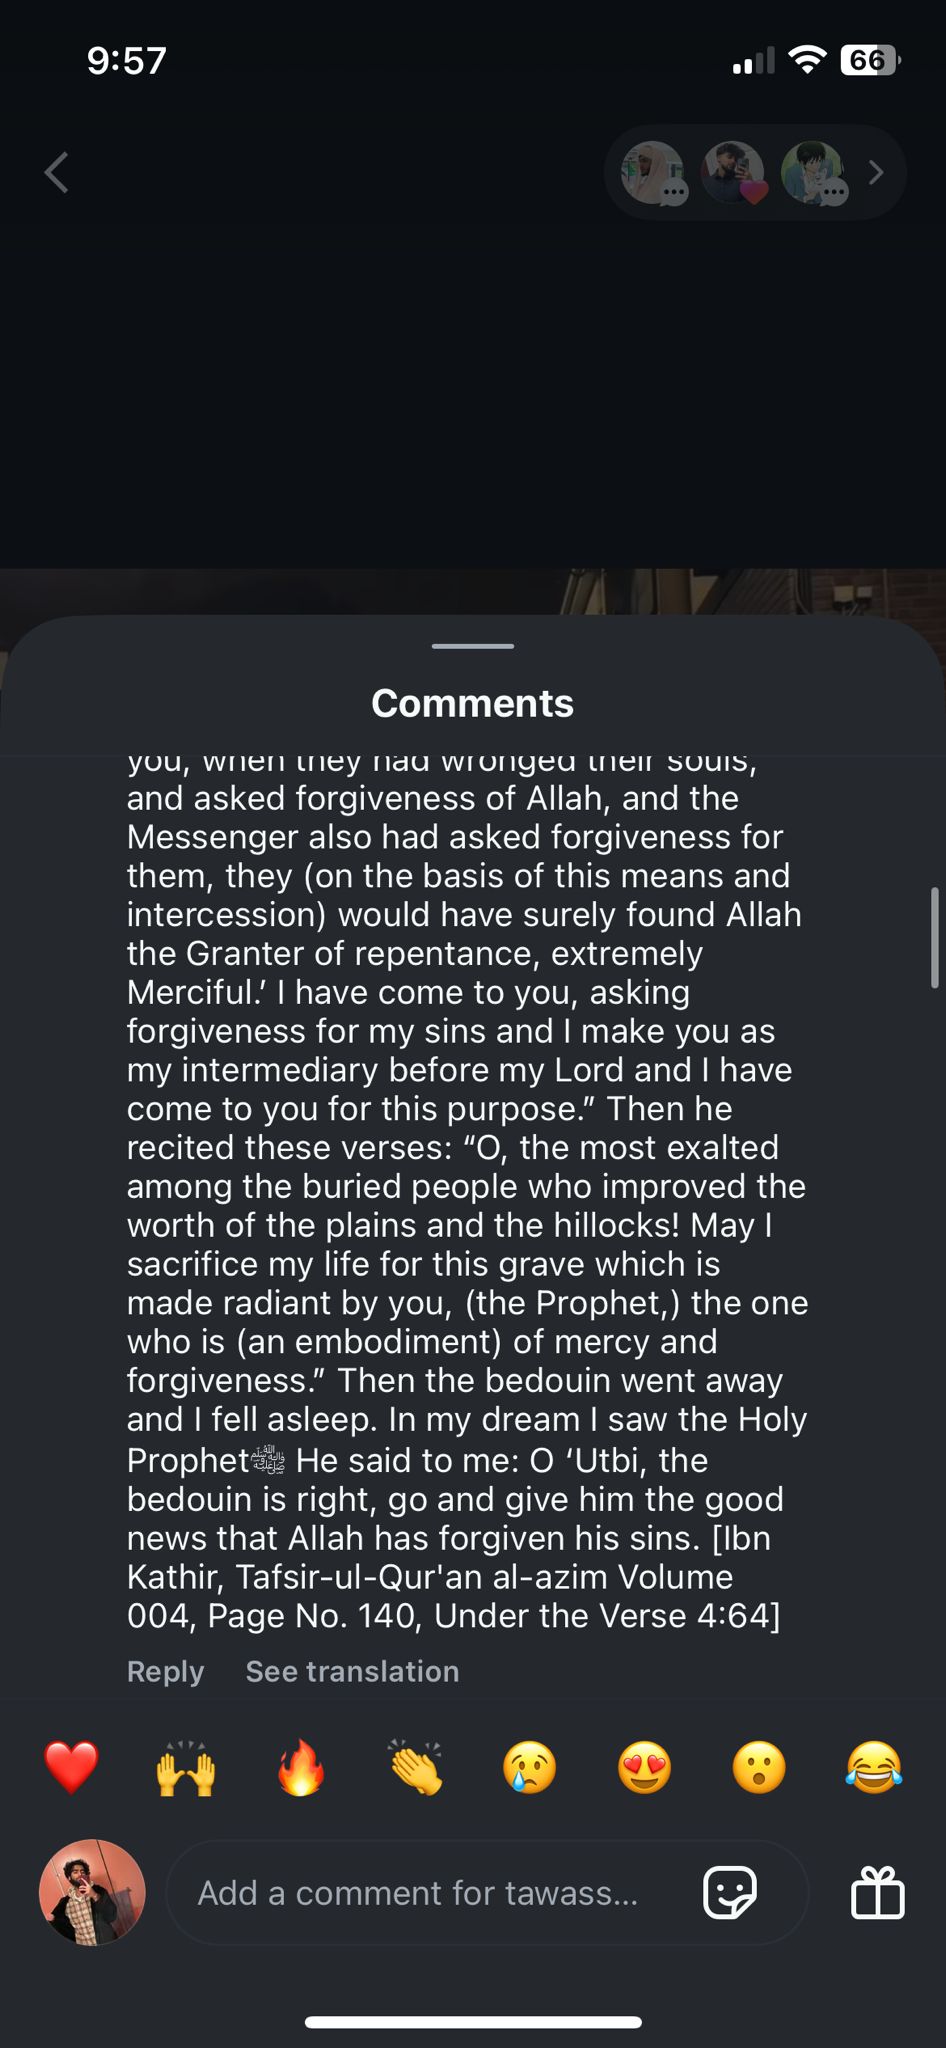 9:57
66
Comments
you, when they had wronged their souls,
and asked forgiveness of Allah, and the
Messenger also had asked forgiveness for
them, they (on the basis of this means and
intercession) would have surely found Allah
the Granter of repentance, extremely
Merciful.’ I have come to you, asking
forgiveness for my sins and I make you as
my intermediary before my Lord and I have
come to you for this purpose.” Then he
recited these verses: “O, the most exalted
among the buried people who improved the
worth of the plains and the hillocks! May I
sacrifice my life for this grave which is
made radiant by you, (the Prophet,) the one
who is (an embodiment) of mercy and
forgiveness.” Then the bedouin went away
and I fell asleep. In my dream I saw the Holy
Prophetﷺ He said to me: O ‘Utbi, the
bedouin is right, go and give him the good
news that Allah has forgiven his sins. [Ibn
Kathir, Tafsir-ul-Qur'an al-azim Volume
004, Page No. 140, Under the Verse 4:64]
Reply See translation
Add a comment for tawass...